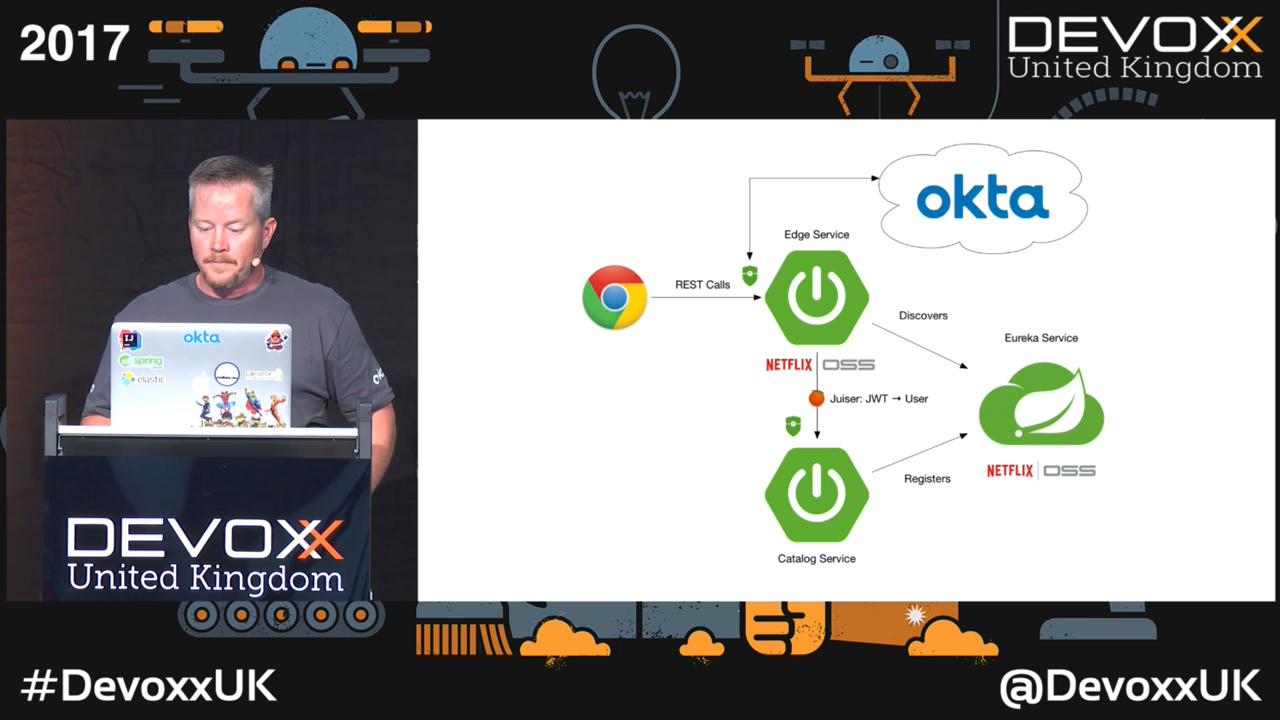 2017
DEVOXX
United Kingdom
okta
Edge Service
REST Calls
Discovers
Eureka Service
NETFLIX OSS
Juiser: JWT → User
NETFLIX OSS
Registers
Catalog Service
IJ
okta
spring
elastic
DEVOXX
United Kingdom
#DevoxxUK
@DevoxxUK